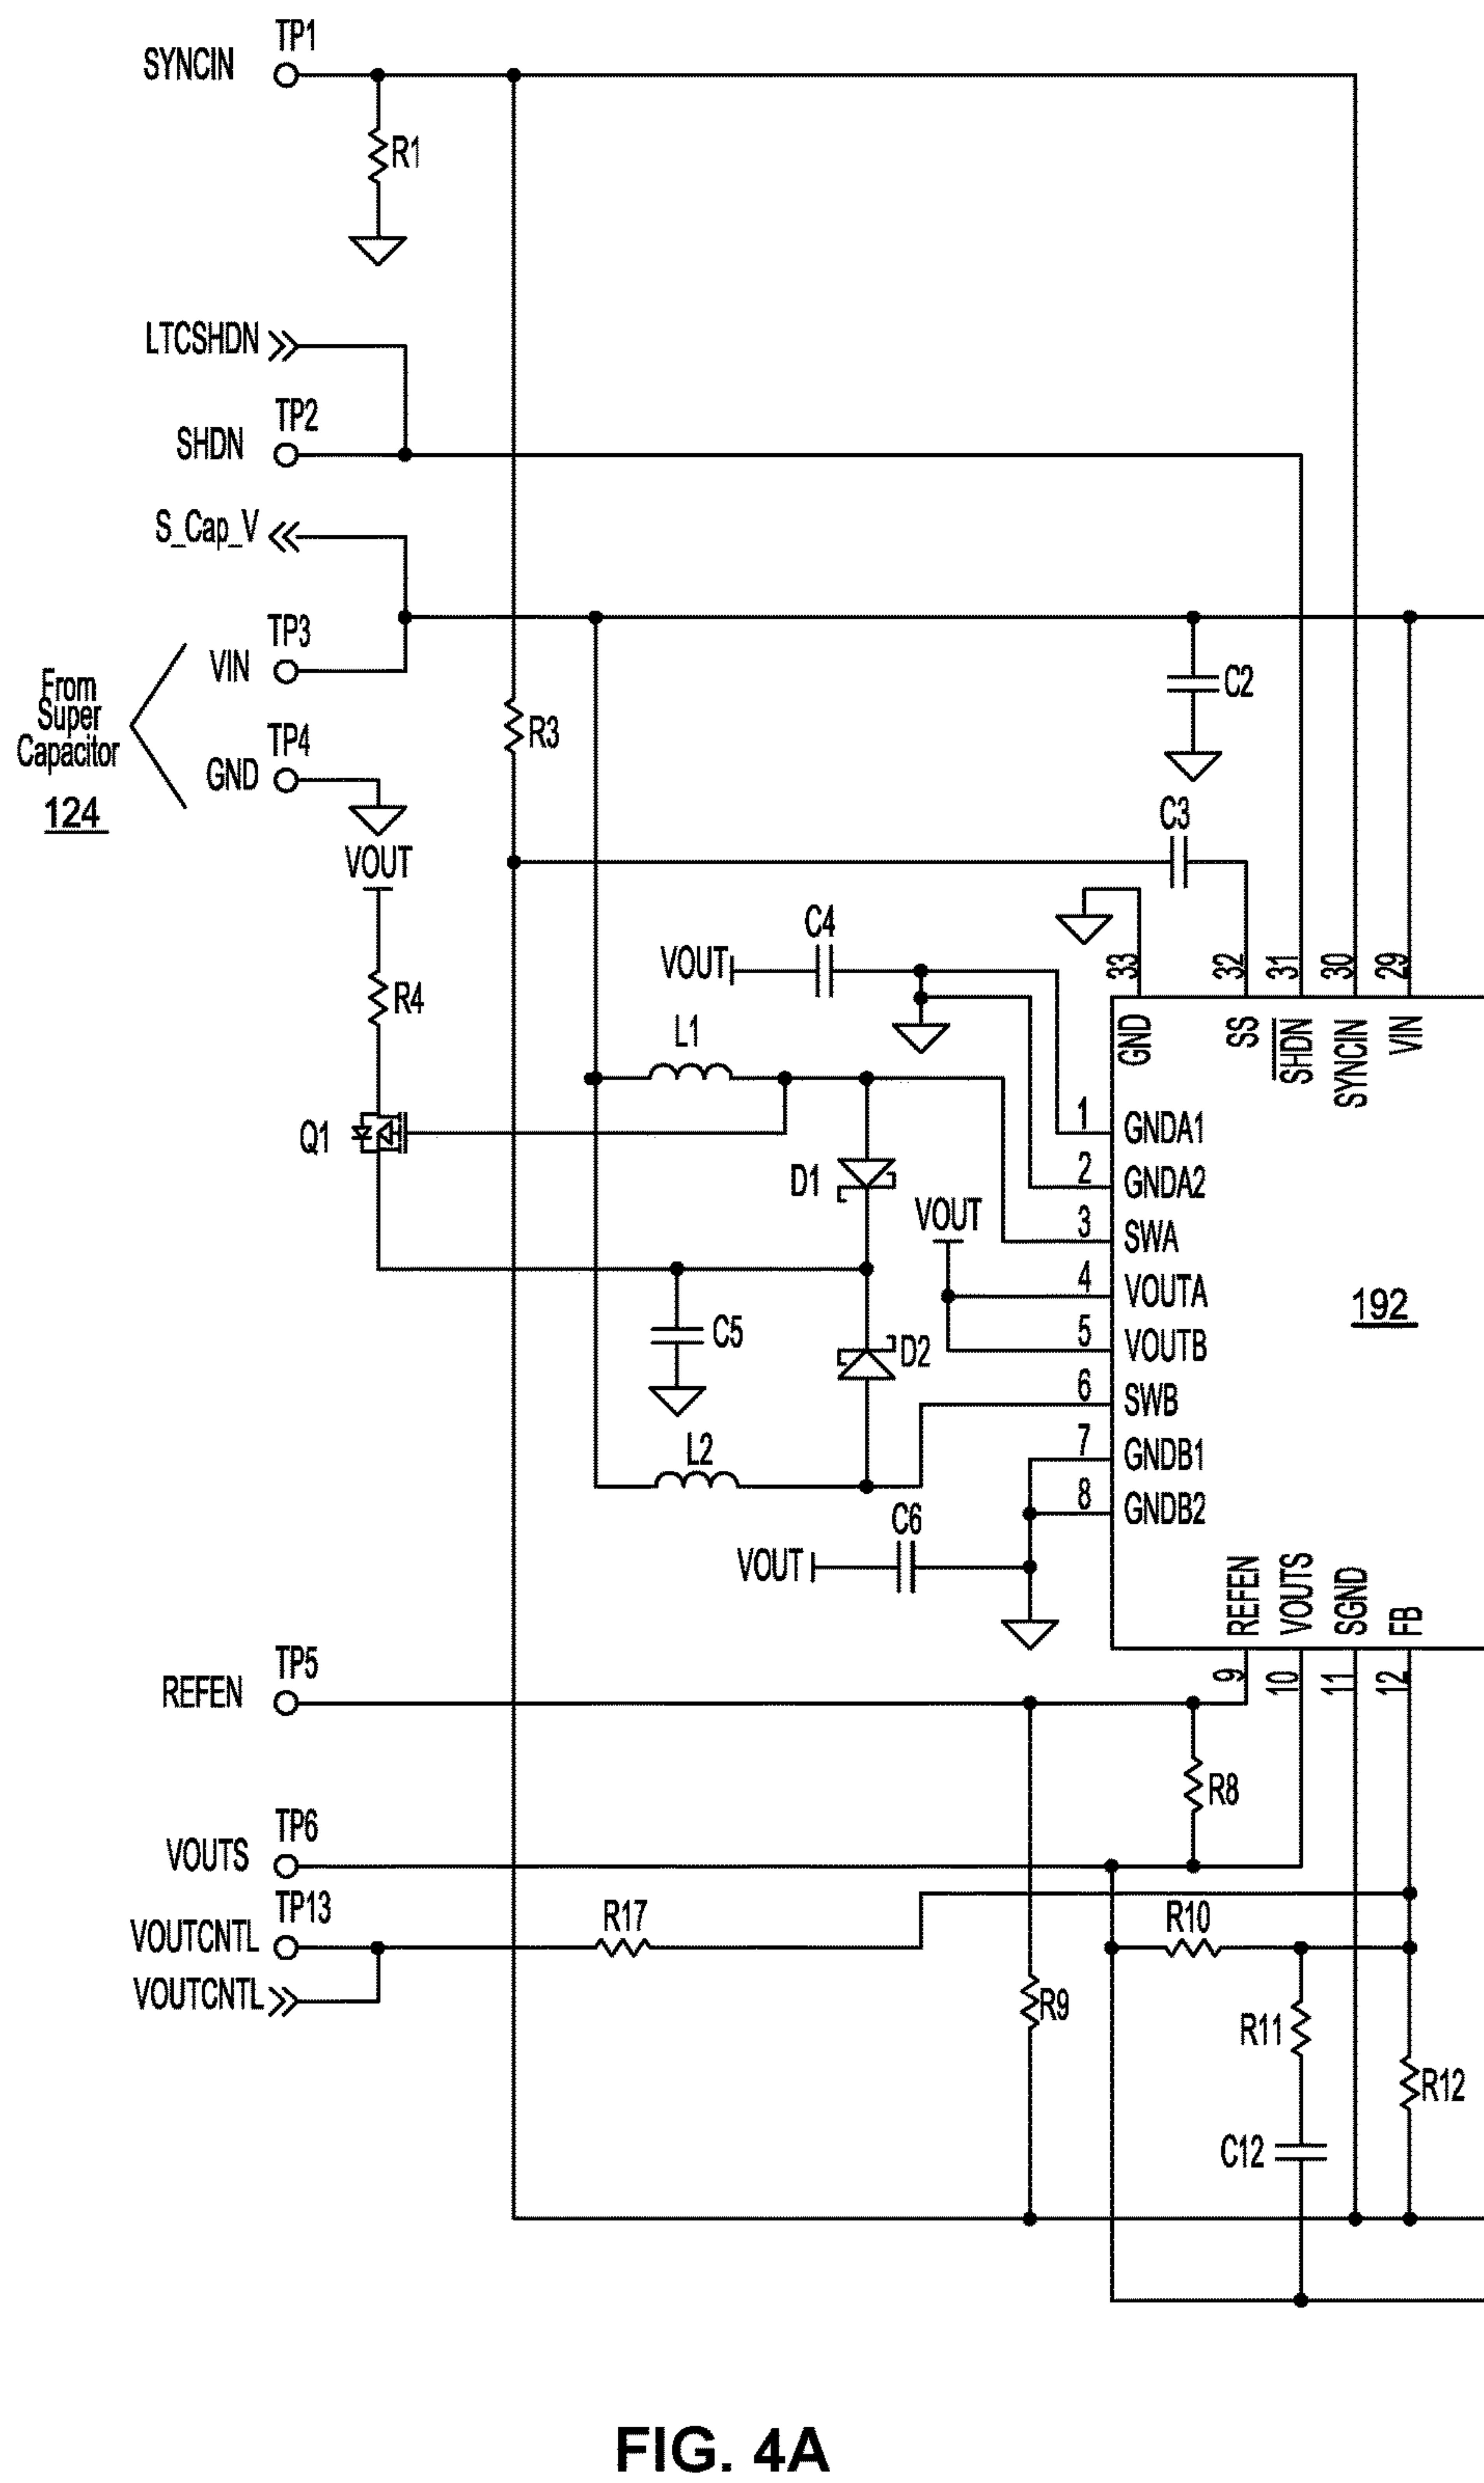 TP1
SYNCIN
R1
LTCSHDN
TP2
SHDN
S_Cap_V
TP3
VIN
From
Super
Capacitor
124
TP4
GND
R3
C2
C3
VOUT
C4
VOUT
R4
L1
Q1
D1
VOUT
C5
D2
L2
C6
VOUT
33
32
31
30
29
GND
SS
SHDN
SYNCIN
VIN
1 GNDA1
2 GNDA2
3 SWA
4 VOUTA
5 VOUTB
6 SWB
7 GNDB1
8 GNDB2
192
REFEN
VOUTS
SGND
FB
9
10
11
12
TP5
REFEN
R8
TP6
VOUTS
TP13
VOUTCNTL
VOUTCNTL
R17
R10
R9
R11
R12
C12
FIG. 4A